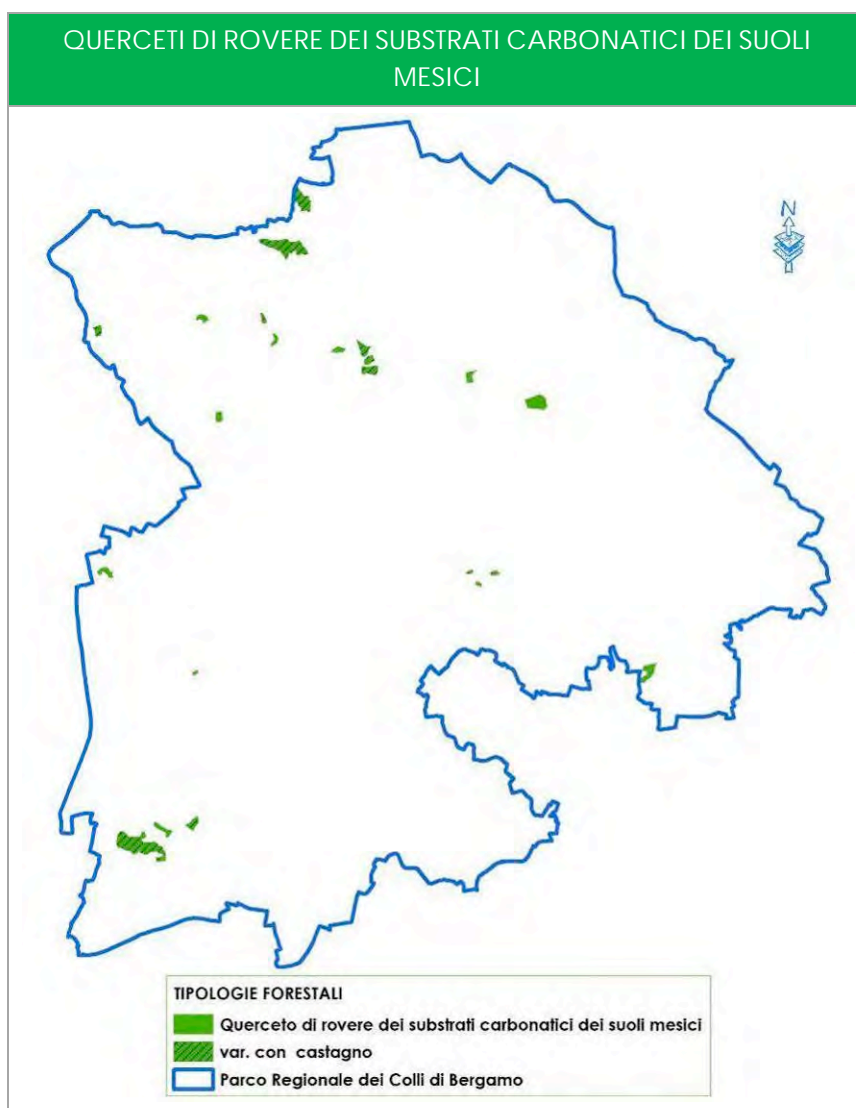 QUERCETI DI ROVERE DEI SUBSTRATI CARBONATICI DEI SUOLI
MESICI
N
TIPOLOGIE FORESTALI
Querceto di rovere dei substrati carbonatici dei suoli mesici
var. con castagno
Parco Regionale dei Colli di Bergamo